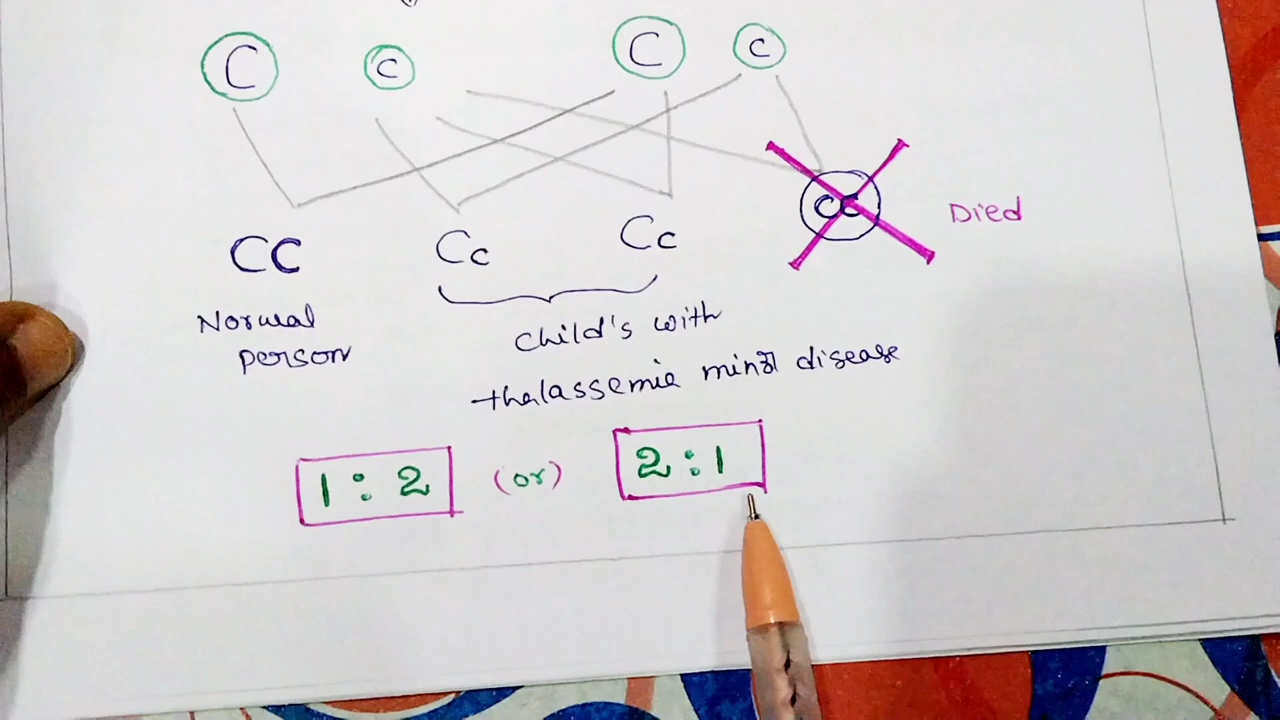 C c C c
CC Cc Cc cc Died
Normal
person
child's with
thalassemia minor disease
1 : 2 (or) 2 : 1